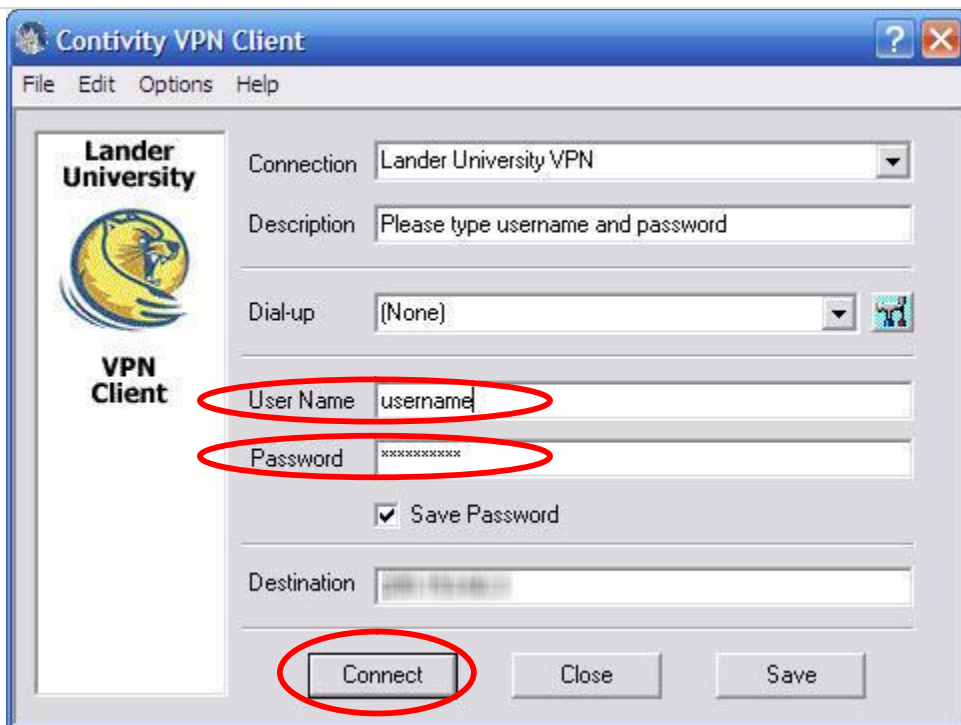 Contivity VPN Client
File Edit Options Help
Lander
University
VPN
Client
Connection Lander University VPN
Description Please type username and password
Dial-up (None)
User Name username
Password **********
Save Password
Destination
Connect Close Save